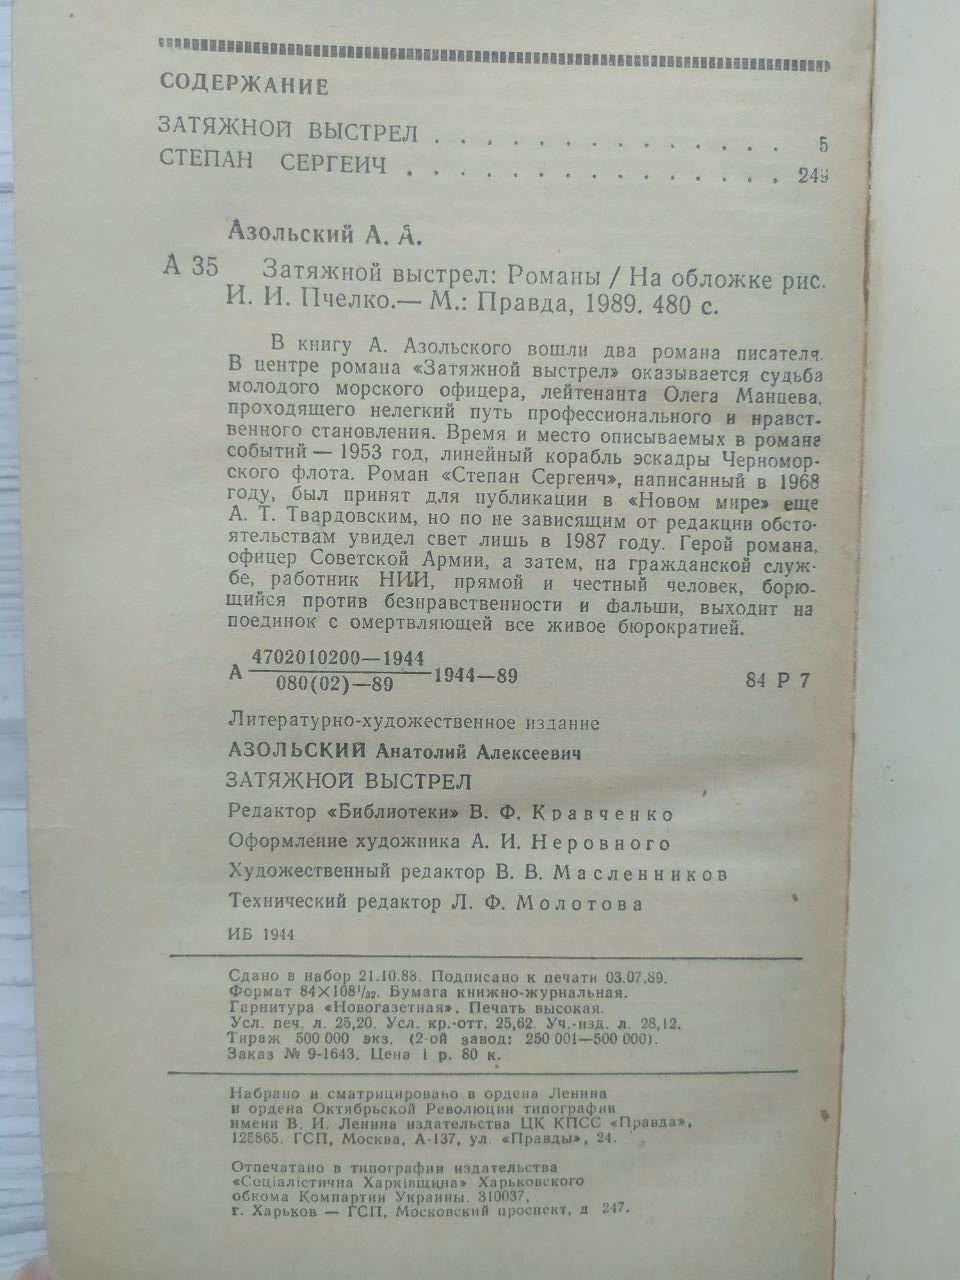 СОДЕРЖАНИЕ
ЗАТЯЖНОЙ ВЫСТРЕЛ . . . . . . . . . . . . . 5
СТЕПАН СЕРГЕИЧ . . . . . . . . . . . . . . . 249
Азольский А. А.
А 35 Затяжной выстрел: Романы / На обложке рис.
И. И. Пчелко.— М.: Правда, 1989. 480 с.
В книгу А. Азольского вошли два романа писателя.
В центре романа «Затяжной выстрел» оказывается судьба
молодого морского офицера, лейтенанта Олега Манцева,
проходящего нелегкий путь профессионального и нравст-
венного становления. Время и место описываемых в романе
событий — 1953 год, линейный корабль эскадры Черномор-
ского флота. Роман «Степан Сергеич», написанный в 1968
году, был принят для публикации в «Новом мире» еще
А. Т. Твардовским, но по не зависящим от редакции обсто-
ятельствам увидел свет лишь в 1987 году. Герой романа,
офицер Советской Армии, а затем, на гражданской служ-
бе, работник НИИ, прямой и честный человек, борю-
щийся против безнравственности и фальши, выходит на
поединок с омертвляющей все живое бюрократией.
А 4702010200—1944
080(02)—89 1944—89 84 Р 7
Литературно-художественное издание
АЗОЛЬСКИЙ Анатолий Алексеевич
ЗАТЯЖНОЙ ВЫСТРЕЛ
Редактор «Библиотеки» В. Ф. Кравченко
Оформление художника А. И. Неровного
Художественный редактор В. В. Масленников
Технический редактор Л. Ф. Молотова
ИБ 1944
Сдано в набор 21.10.88. Подписано к печати 03.07.89.
Формат 84×108¹/₃₂. Бумага книжно-журнальная.
Гарнитура «Новогазетная». Печать высокая.
Усл. печ. л. 25,20. Усл. кр.-отт. 25,62. Уч.-изд. л. 28,12.
Тираж 500 000 экз. (2-ой завод: 250 001—500 000).
Заказ № 9-1643. Цена 1 р. 80 к.
Набрано и сматрицировано в ордена Ленина
и ордена Октябрьской Революции типографии
имени В. И. Ленина издательства ЦК КПСС «Правда»,
125865. ГСП, Москва, А-137, ул. «Правды», 24.
Отпечатано в типографии издательства
«Соціалістична Харківщина» Харьковского
обкома Компартии Украины. 310037,
г. Харьков — ГСП, Московский проспект, д 247.